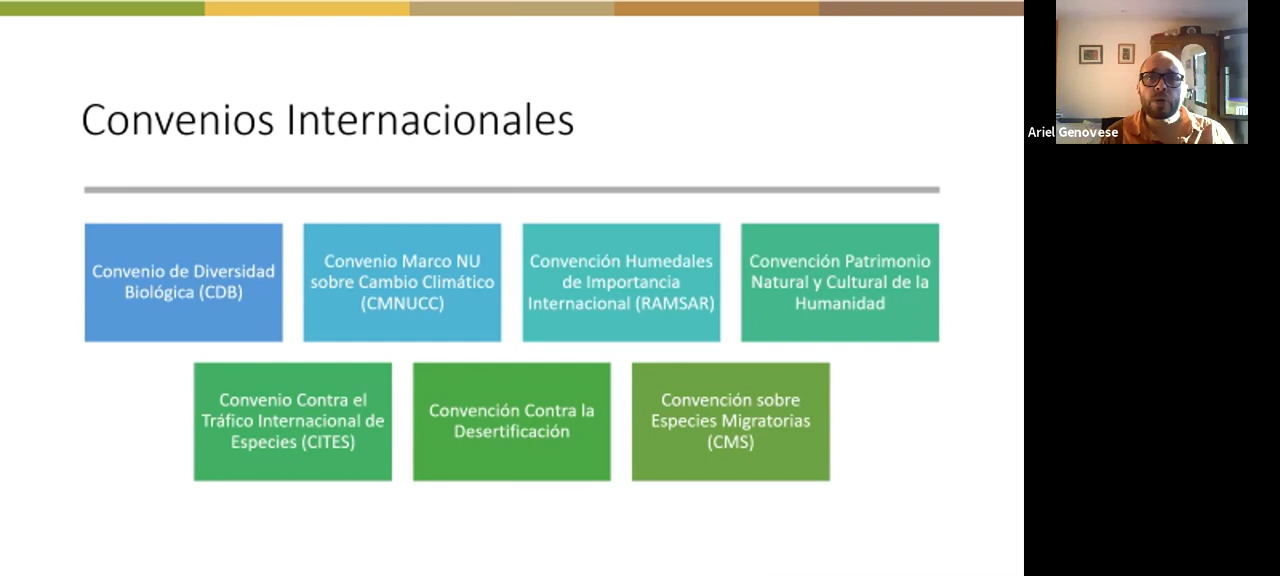 Convenios Internacionales
Convenio de Diversidad
Biológica (CDB)
Convenio Marco NU
sobre Cambio Climático
(CMNUCC)
Convención Humedales
de Importancia
Internacional (RAMSAR)
Convención Patrimonio
Natural y Cultural de la
Humanidad
Convenio Contra el
Tráfico Internacional de
Especies (CITES)
Convención Contra la
Desertificación
Convención sobre
Especies Migratorias
(CMS)
Ariel Genovese